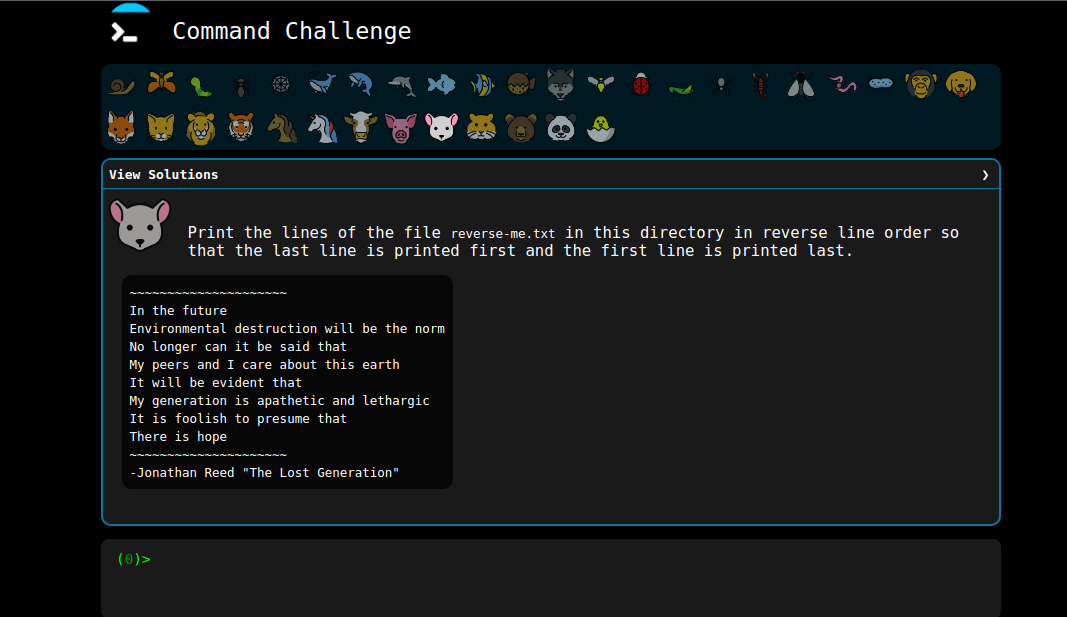 Command Challenge
View Solutions ❯
Print the lines of the file reverse-me.txt in this directory in reverse line order so
that the last line is printed first and the first line is printed last.
~~~~~~~~~~~~~~~~~~~~~
In the future
Environmental destruction will be the norm
No longer can it be said that
My peers and I care about this earth
It will be evident that
My generation is apathetic and lethargic
It is foolish to presume that
There is hope
~~~~~~~~~~~~~~~~~~~~~
-Jonathan Reed "The Lost Generation"
(0)>